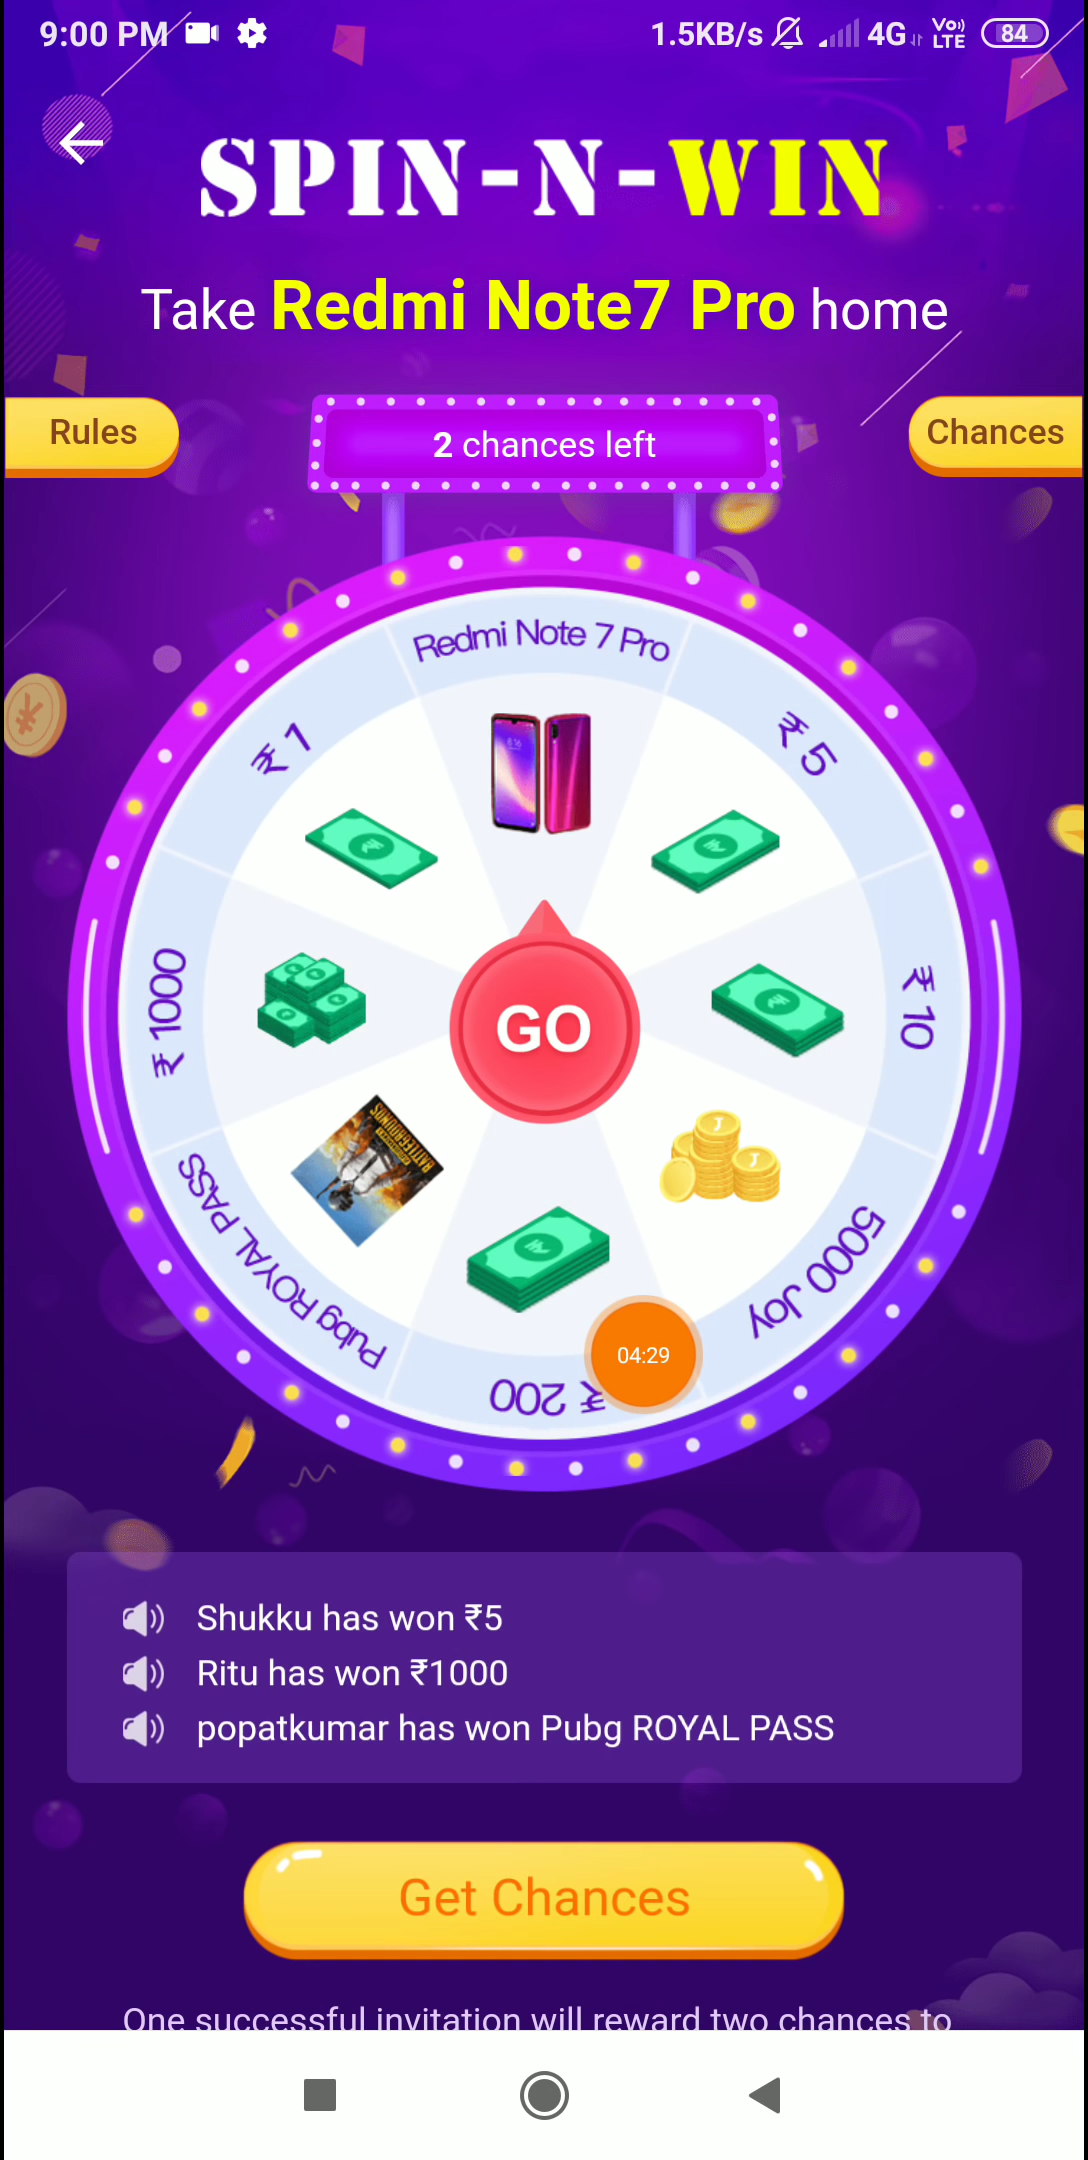 9:00 PM 1.5KB/s 4G Vo)) LTE 84
SPIN-N-WIN
Take Redmi Note7 Pro home
Rules
2 chances left
Chances
Redmi Note 7 Pro
₹ 1
₹ 5
₹ 1000
₹ 10
GO
BATTLEGROUNDS
Pubg ROYAL PASS
5000 Joy
₹ 200
04:29
Shukku has won ₹5
Ritu has won ₹1000
popatkumar has won Pubg ROYAL PASS
Get Chances
One successful invitation will reward two chances to